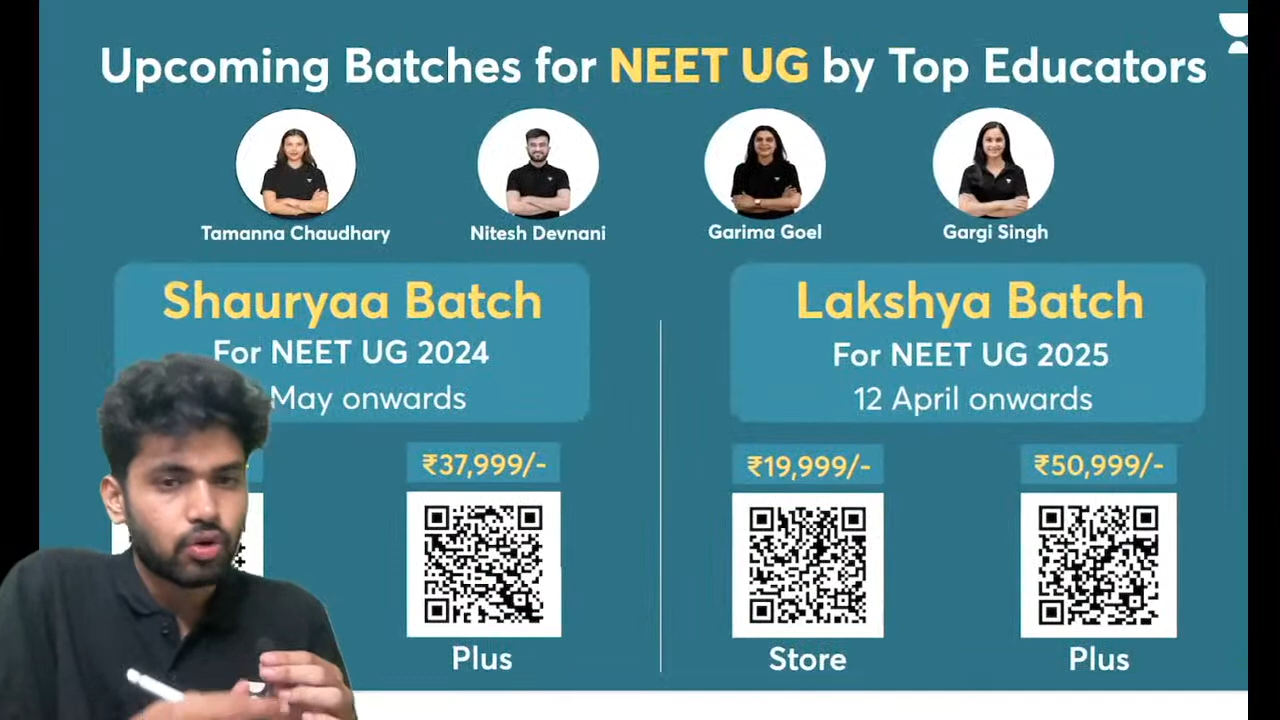 Upcoming Batches for NEET UG by Top Educators
Tamanna Chaudhary
Nitesh Devnani
Garima Goel
Gargi Singh
Shauryaa Batch
For NEET UG 2024
May onwards
₹37,999/-
Plus
Lakshya Batch
For NEET UG 2025
12 April onwards
₹19,999/-
₹50,999/-
Store
Plus